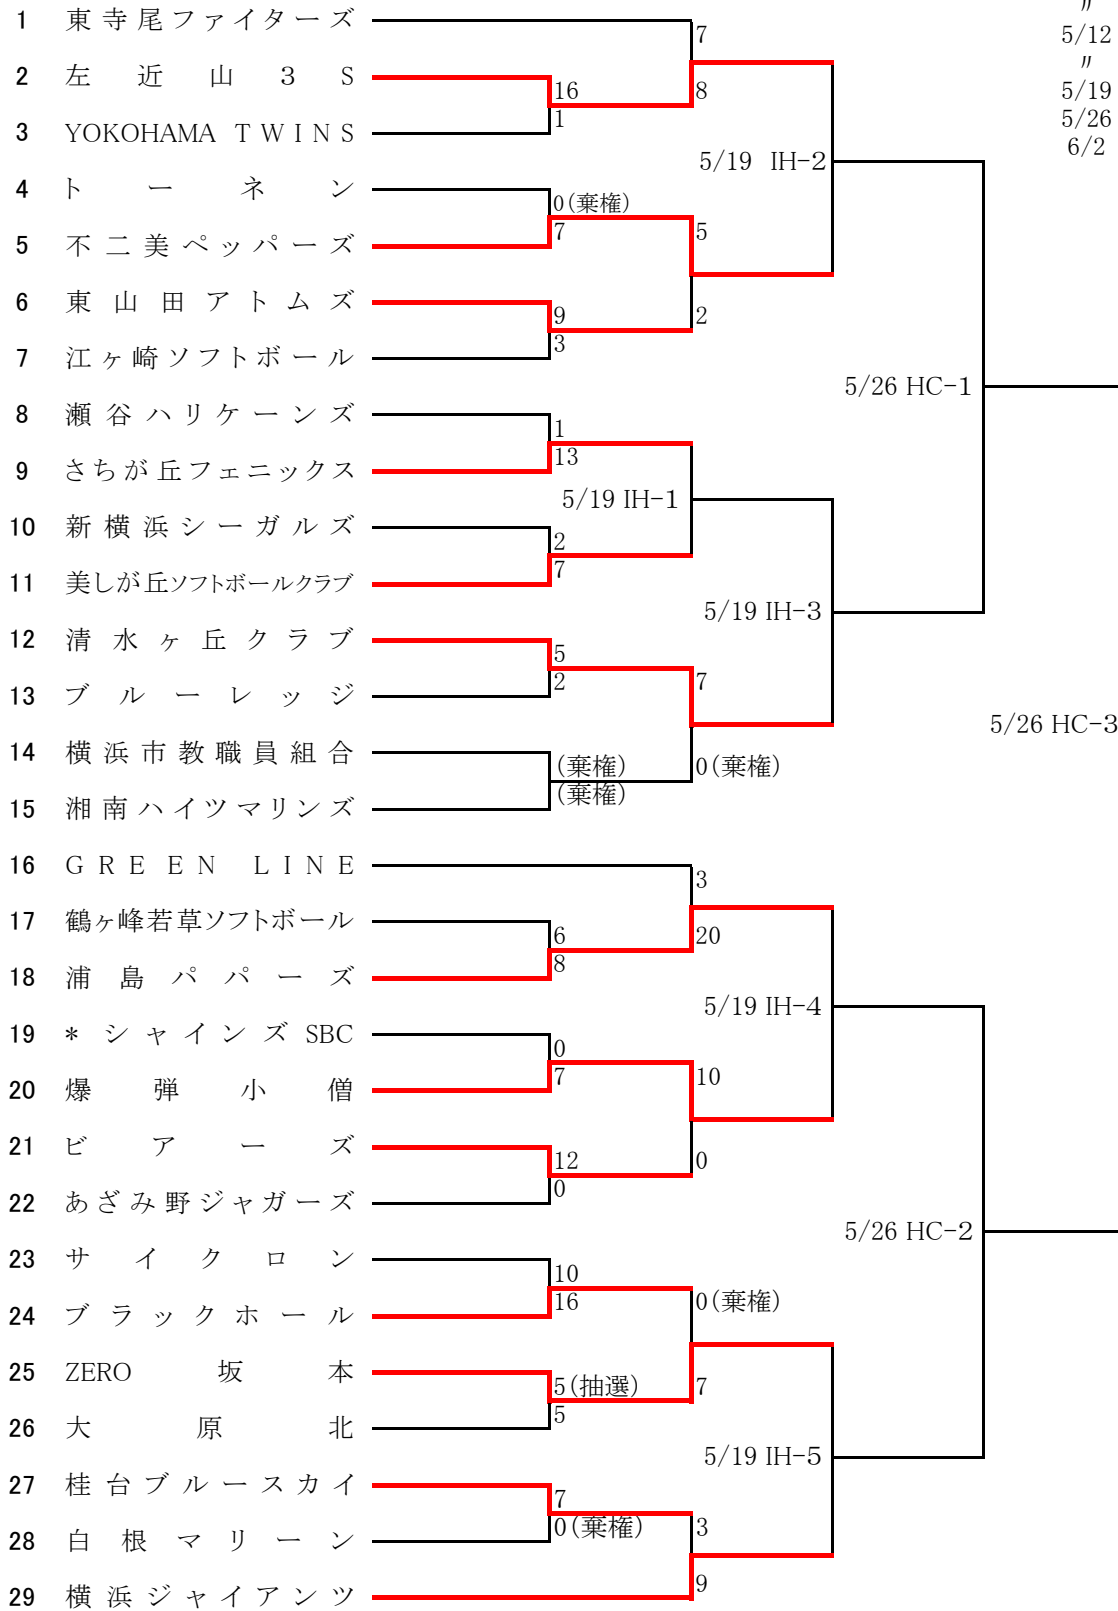 1 東寺尾ファイターズ
〃
7
5/12
2 左近山３Ｓ
〃
16
8
5/19
1
5/26
3 YOKOHAMA ＴＷＩＮＳ
6/2
5/19 IH-2
4 トーネン
0(棄権)
7
5
5 不二美ペッパーズ
6 東山田アトムズ
9
2
3
7 江ヶ崎ソフトボール
5/26 HC-1
8 瀬谷ハリケーンズ
1
13
9 さちが丘フェニックス
5/19 IH-1
10 新横浜シーガルズ
2
7
11 美しが丘ソフトボールクラブ
5/19 IH-3
12 清水ヶ丘クラブ
5
2
7
13 ブルーレッジ
5/26 HC-3
14 横浜市教職員組合
(棄権)
0(棄権)
(棄権)
15 湘南ハイツマリンズ
16 ＧＲＥＥＮ ＬＩＮＥ
3
17 鶴ヶ峰若草ソフトボール
6
20
8
18 浦島パパーズ
5/19 IH-4
19 * シャインズ SBC
0
7
10
20 爆弾小僧
21 ビアーズ
12
0
0
22 あざみ野ジャガーズ
5/26 HC-2
23 サイクロン
10
16
0(棄権)
24 ブラックホール
25 ZERO 坂本
5(抽選)
7
5
26 大原北
5/19 IH-5
27 桂台ブルースカイ
7
0(棄権)
3
28 白根マリーン
9
29 横浜ジャイアンツ